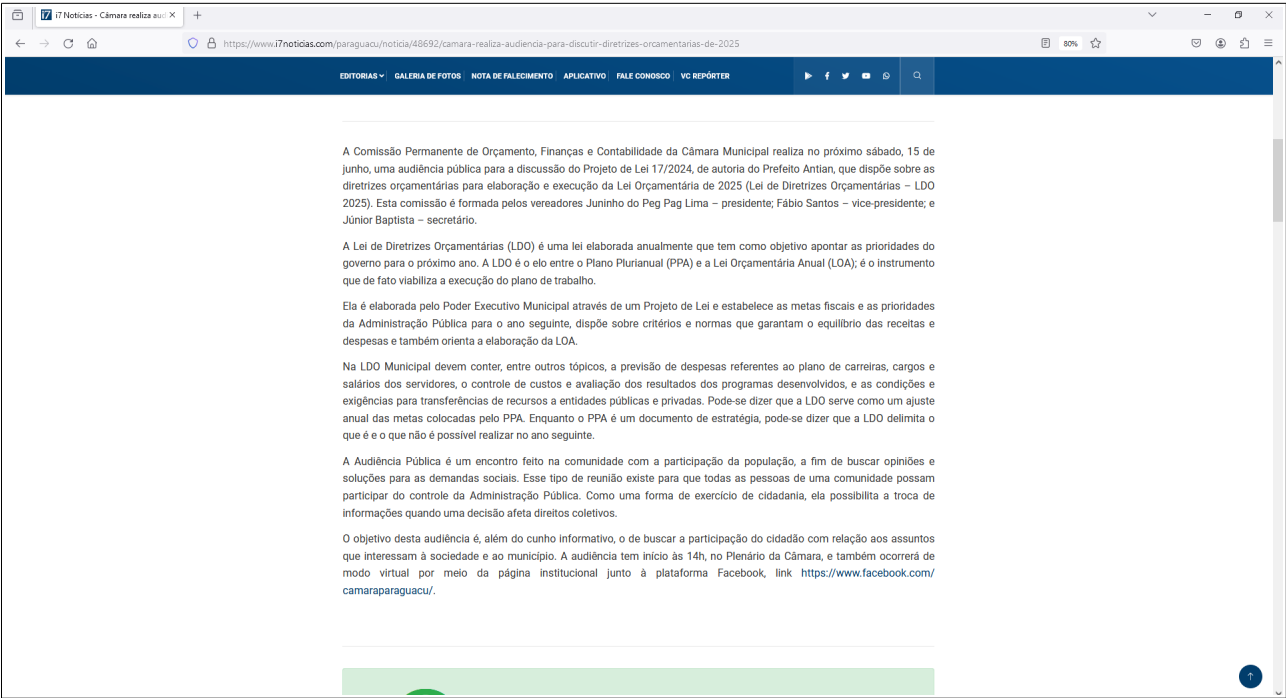 i7 Notícias - Câmara realiza aud
https://www.i7noticias.com/paraguacu/noticia/48692/camara-realiza-audiencia-para-discutir-diretrizes-orcamentarias-de-2025
80%
EDITORIAS GALERIA DE FOTOS NOTA DE FALECIMENTO APLICATIVO FALE CONOSCO VC REPÓRTER
A Comissão Permanente de Orçamento, Finanças e Contabilidade da Câmara Municipal realiza no próximo sábado, 15 de
junho, uma audiência pública para a discussão do Projeto de Lei 17/2024, de autoria do Prefeito Antian, que dispõe sobre as
diretrizes orçamentárias para elaboração e execução da Lei Orçamentária de 2025 (Lei de Diretrizes Orçamentárias – LDO
2025). Esta comissão é formada pelos vereadores Juninho do Peg Pag Lima – presidente; Fábio Santos – vice-presidente; e
Júnior Baptista – secretário.
A Lei de Diretrizes Orçamentárias (LDO) é uma lei elaborada anualmente que tem como objetivo apontar as prioridades do
governo para o próximo ano. A LDO é o elo entre o Plano Plurianual (PPA) e a Lei Orçamentária Anual (LOA); é o instrumento
que de fato viabiliza a execução do plano de trabalho.
Ela é elaborada pelo Poder Executivo Municipal através de um Projeto de Lei e estabelece as metas fiscais e as prioridades
da Administração Pública para o ano seguinte, dispõe sobre critérios e normas que garantam o equilíbrio das receitas e
despesas e também orienta a elaboração da LOA.
Na LDO Municipal devem conter, entre outros tópicos, a previsão de despesas referentes ao plano de carreiras, cargos e
salários dos servidores, o controle de custos e avaliação dos resultados dos programas desenvolvidos, e as condições e
exigências para transferências de recursos a entidades públicas e privadas. Pode-se dizer que a LDO serve como um ajuste
anual das metas colocadas pelo PPA. Enquanto o PPA é um documento de estratégia, pode-se dizer que a LDO delimita o
que é e o que não é possível realizar no ano seguinte.
A Audiência Pública é um encontro feito na comunidade com a participação da população, a fim de buscar opiniões e
soluções para as demandas sociais. Esse tipo de reunião existe para que todas as pessoas de uma comunidade possam
participar do controle da Administração Pública. Como uma forma de exercício de cidadania, ela possibilita a troca de
informações quando uma decisão afeta direitos coletivos.
O objetivo desta audiência é, além do cunho informativo, o de buscar a participação do cidadão com relação aos assuntos
que interessam à sociedade e ao município. A audiência tem início às 14h, no Plenário da Câmara, e também ocorrerá de
modo virtual por meio da página institucional junto à plataforma Facebook, link https://www.facebook.com/
camaraparaguacu/.